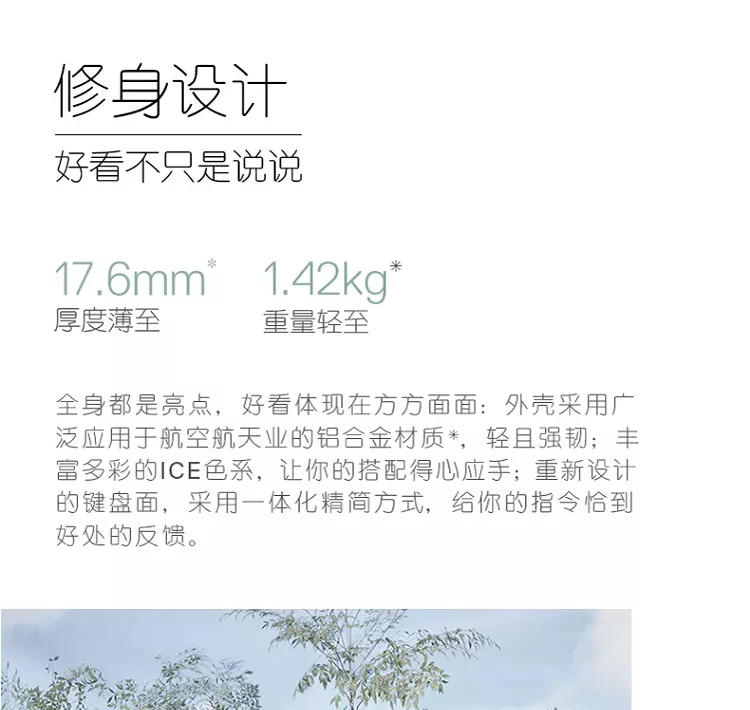 修身设计
好看不只是说说
17.6mm* 1.42kg*
厚度薄至 重量轻至
全身都是亮点，好看体现在方方面面：外壳采用广
泛应用于航空航天业的铝合金材质*，轻且强韧；丰
富多彩的ICE色系，让你的搭配得心应手；重新设计
的键盘面，采用一体化精简方式，给你的指令恰到
好处的反馈。